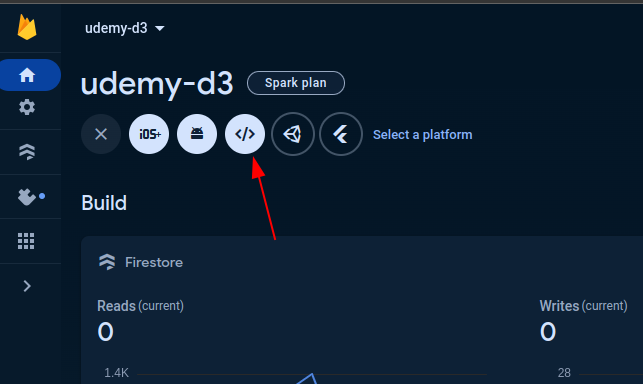 udemy-d3
udemy-d3 Spark plan
iOS+ </> Select a platform
Build
Firestore
Reads (current) Writes (current)
0 0
1.4K 28